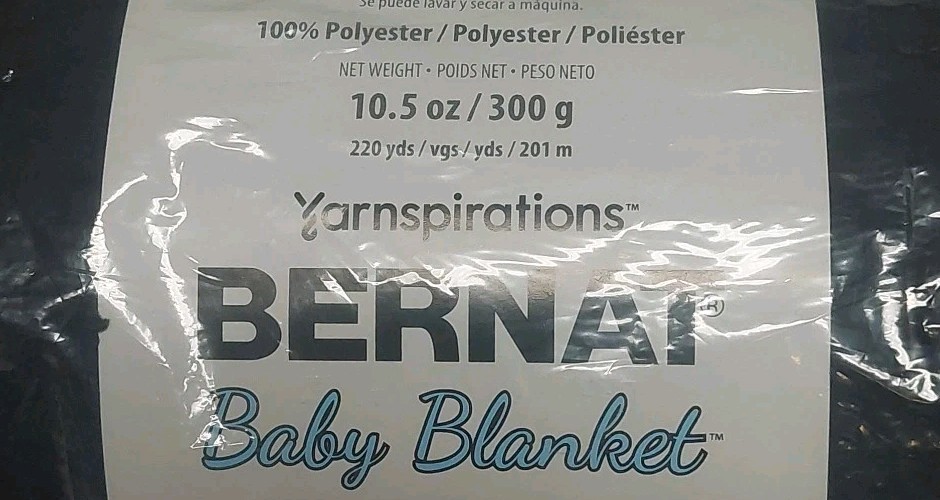 Se puede lavar y secar a máquina.
100% Polyester / Polyester / Poliéster
NET WEIGHT • POIDS NET • PESO NETO
10.5 oz / 300 g
220 yds / vgs / yds / 201 m
Yarnspirations™
BERNAT®
Baby Blanket™